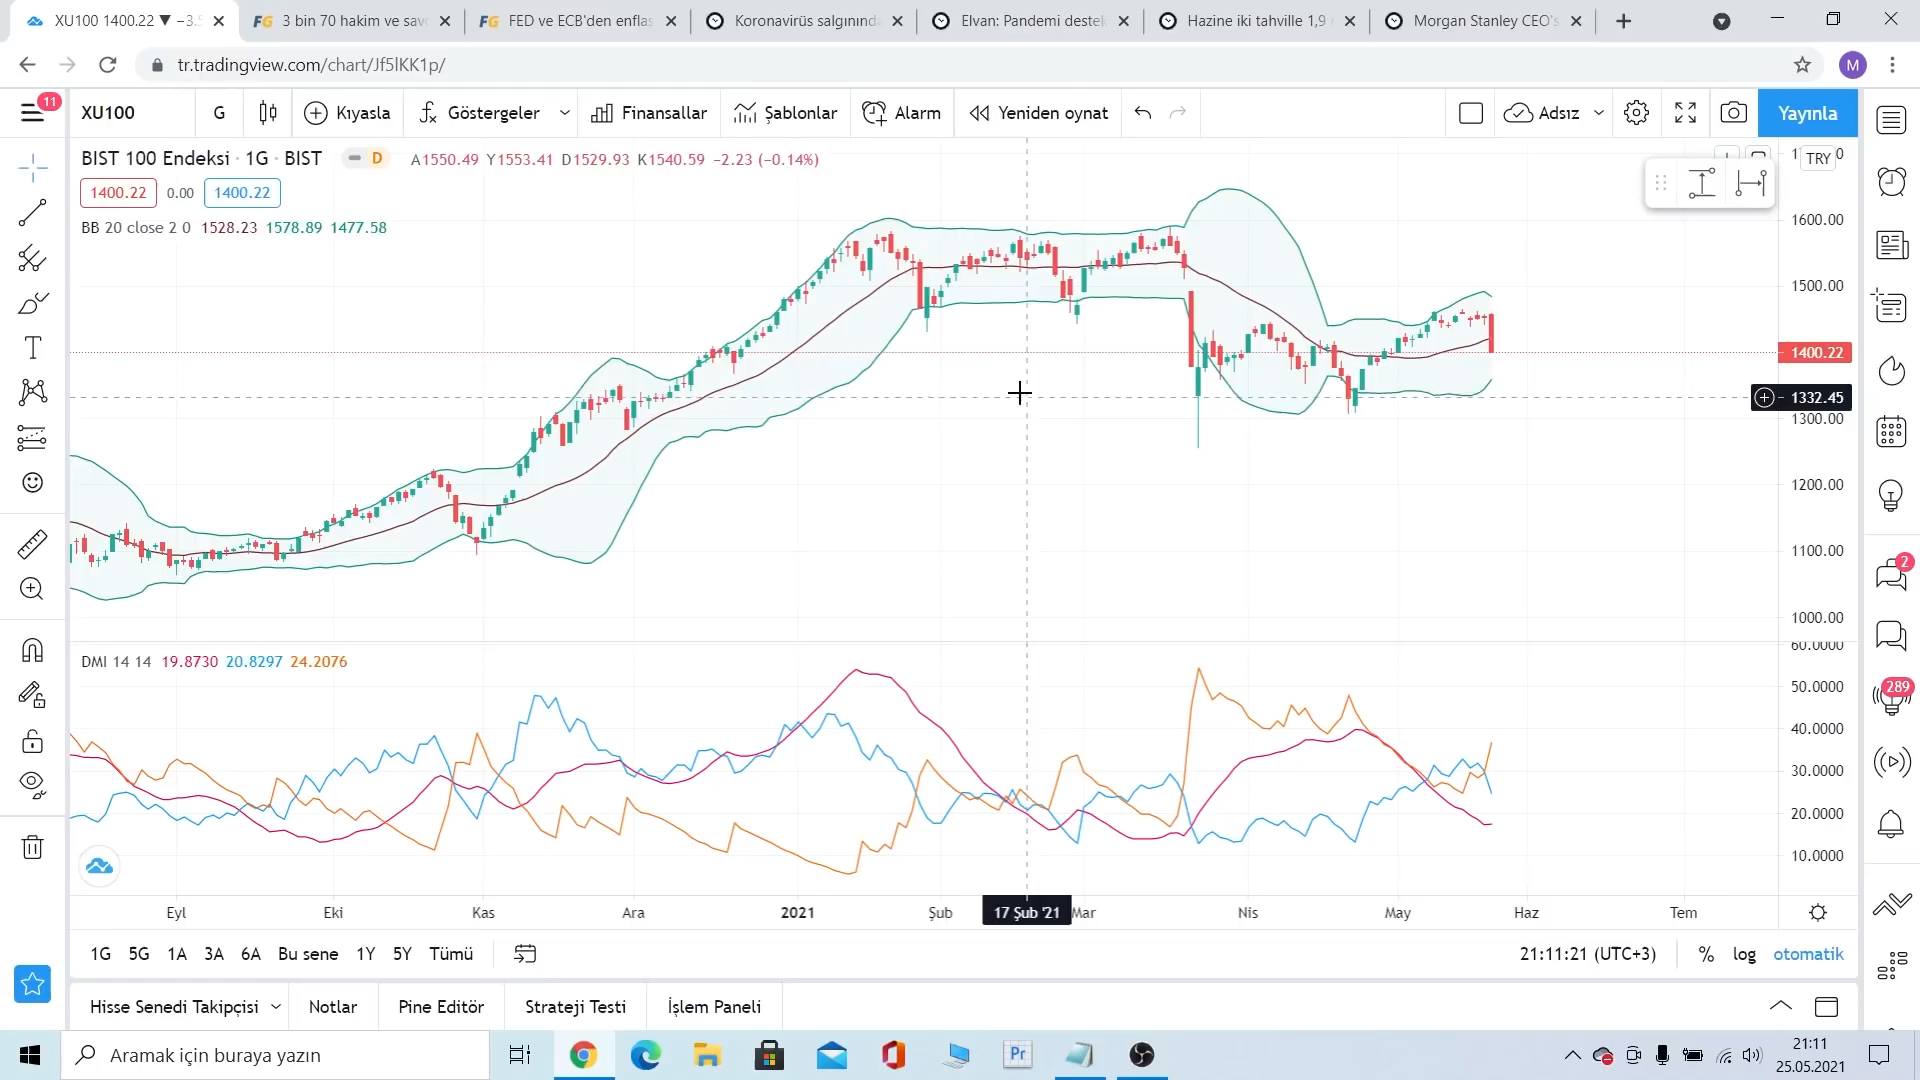 XU100 1400.22 ▼ −3.5
3 bin 70 hakim ve savc
FED ve ECB'den enflas
Koronavirüs salgınında
Elvan: Pandemi destek
Hazine iki tahville 1,9 m
Morgan Stanley CEO's
tr.tradingview.com/chart/Jf5lKK1p/
M
11
XU100
G
Kıyasla
Göstergeler
Finansallar
Şablonlar
Alarm
Yeniden oynat
Adsız
Yayınla
BIST 100 Endeksi · 1G · BIST
D
A1550.49 Y1553.41 D1529.93 K1540.59 −2.23 (−0.14%)
1400.22 0.00 1400.22
BB 20 close 2 0 1528.23 1578.89 1477.58
TRY
1600.00
1500.00
1400.22
1332.45
1300.00
1200.00
1100.00
1000.00
DMI 14 14 19.8730 20.8297 24.2076
60.0000
50.0000
40.0000
30.0000
20.0000
10.0000
2
289
Eyl Eki Kas Ara 2021 Şub 17 Şub '21 Mar Nis May Haz Tem
1G 5G 1A 3A 6A Bu sene 1Y 5Y Tümü
21:11:21 (UTC+3) % log otomatik
Hisse Senedi Takipçisi Notlar Pine Editör Strateji Testi İşlem Paneli
Aramak için buraya yazın
Pr
21:11
25.05.2021